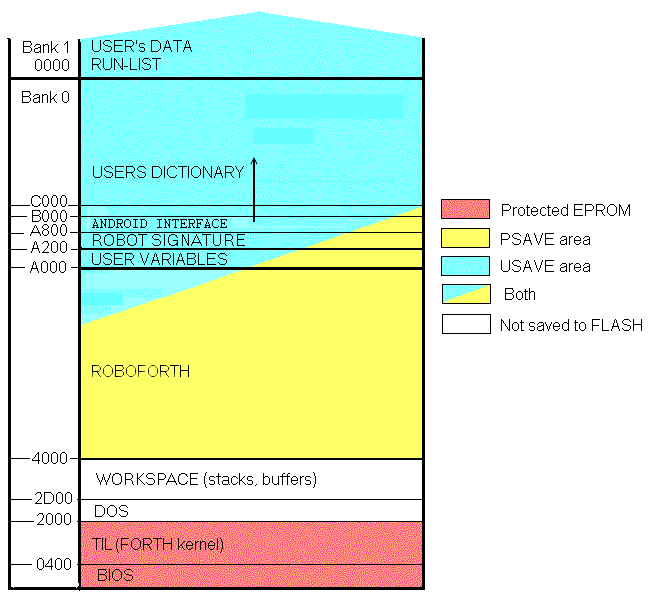 Bank 1
0000
USER's DATA
RUN-LIST
Bank 0
USERS DICTIONARY
C000
B000
ANDROID INTERFACE
A800
ROBOT SIGNATURE
A200
USER VARIABLES
A000
ROBOFORTH
4000
WORKSPACE (stacks, buffers)
2D00
DOS
2000
TIL (FORTH kernel)
0400
BIOS
Protected EPROM
PSAVE area
USAVE area
Both
Not saved to FLASH